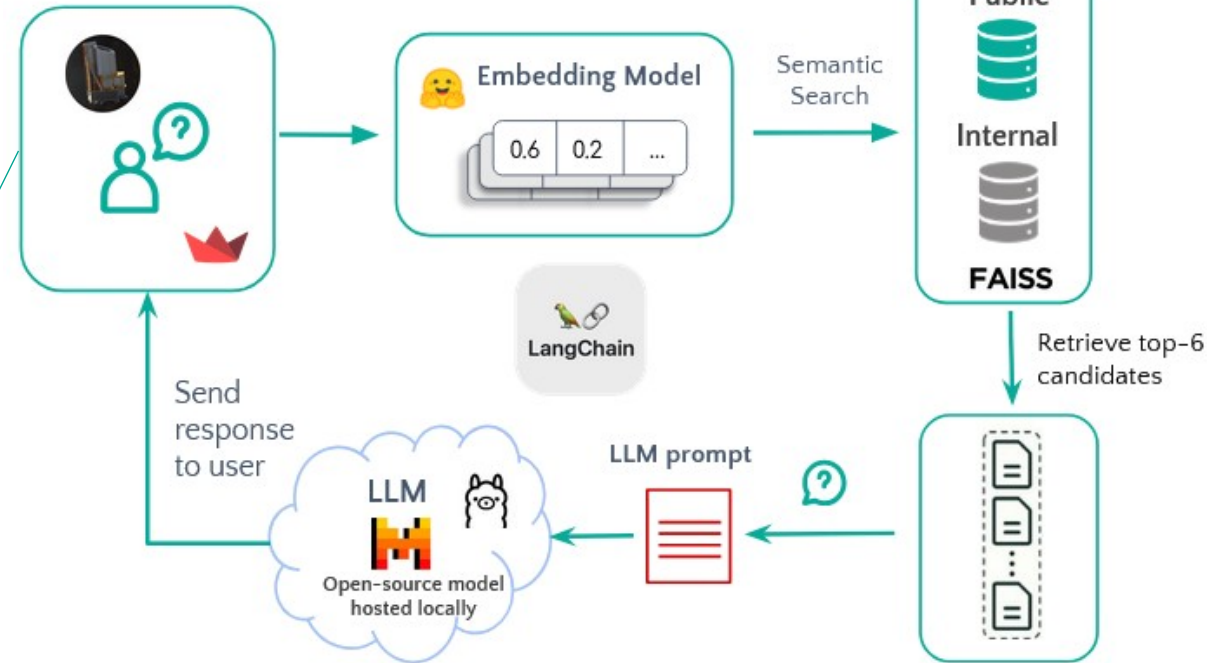 Public
Embedding Model
0.6 0.2 ...
Semantic
Search
Internal
FAISS
LangChain
Retrieve top-6
candidates
Send
response
to user
LLM prompt
?
?
LLM
Open-source model
hosted locally